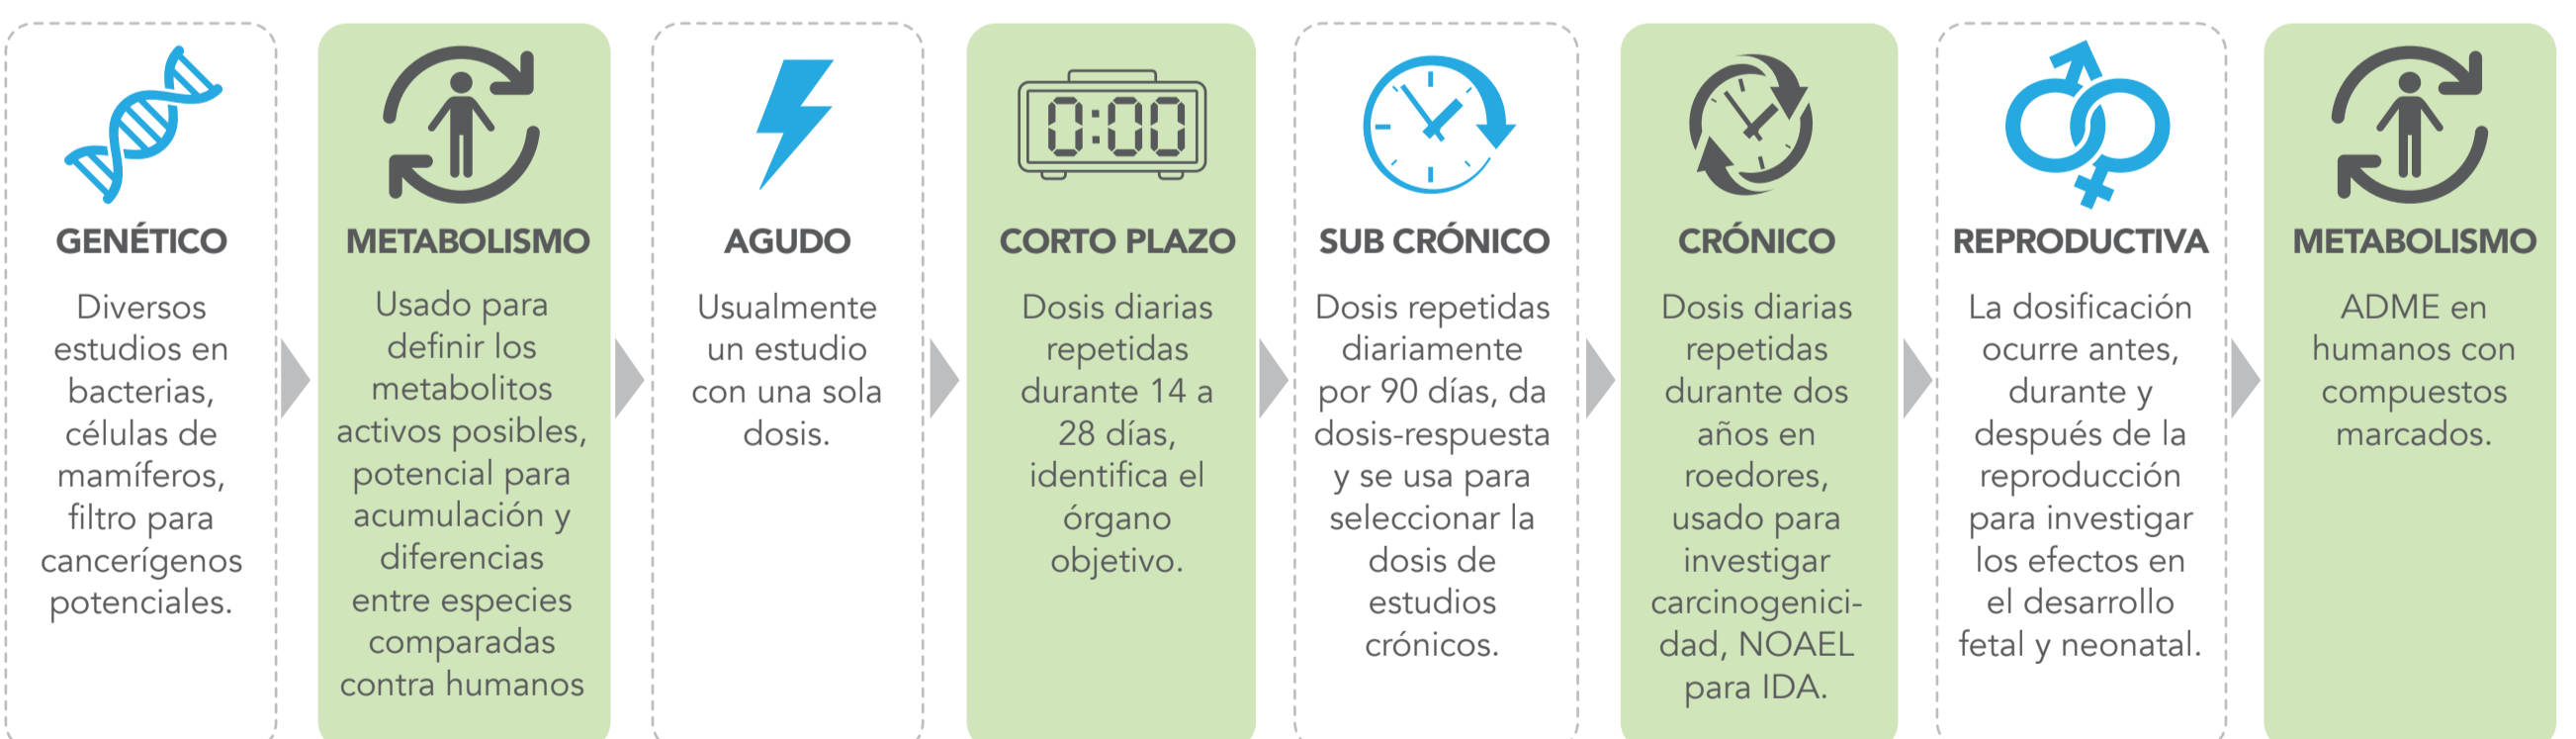 GENÉTICO
Diversos
estudios en
bacterias,
células de
mamíferos,
filtro para
cancerígenos
potenciales.
METABOLISMO
Usado para
definir los
metabolitos
activos posibles,
potencial para
acumulación y
diferencias
entre especies
comparadas
contra humanos
AGUDO
Usualmente
un estudio
con una sola
dosis.
0:00
CORTO PLAZO
Dosis diarias
repetidas
durante 14 a
28 días,
identifica el
órgano
objetivo.
SUB CRÓNICO
Dosis repetidas
diariamente
por 90 días, da
dosis-respuesta
y se usa para
seleccionar la
dosis de
estudios
crónicos.
CRÓNICO
Dosis diarias
repetidas
durante dos
años en
roedores,
usado para
investigar
carcinogenici-
dad, NOAEL
para IDA.
REPRODUCTIVA
La dosificación
ocurre antes,
durante y
después de la
reproducción
para investigar
los efectos en
el desarrollo
fetal y neonatal.
METABOLISMO
ADME en
humanos con
compuestos
marcados.